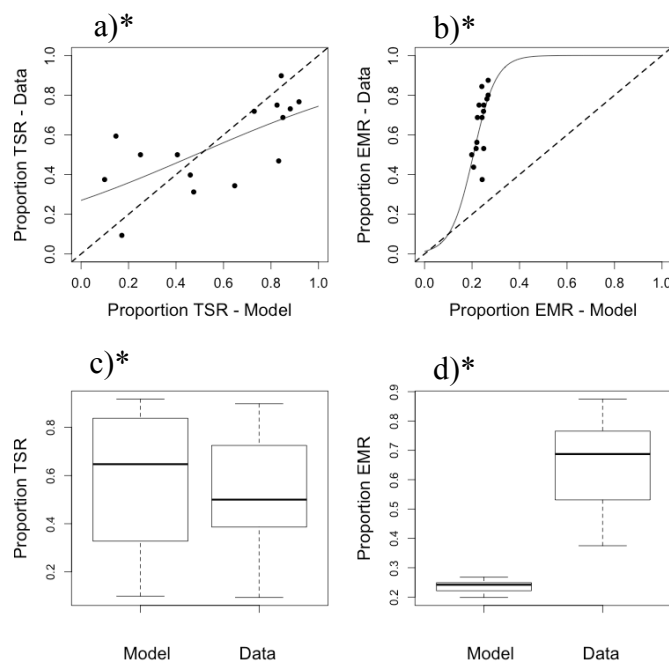 a)*
b)*
Proportion TSR - Data
1.0
0.8
0.6
0.4
0.2
0.0
0.0 0.2 0.4 0.6 0.8 1.0
Proportion TSR - Model
Proportion EMR - Data
1.0
0.8
0.6
0.4
0.2
0.0
0.0 0.2 0.4 0.6 0.8 1.0
Proportion EMR - Model
c)*
d)*
Proportion TSR
0.8
0.6
0.4
0.2
Model Data
Proportion EMR
0.9
0.8
0.7
0.6
0.5
0.4
0.3
0.2
Model Data